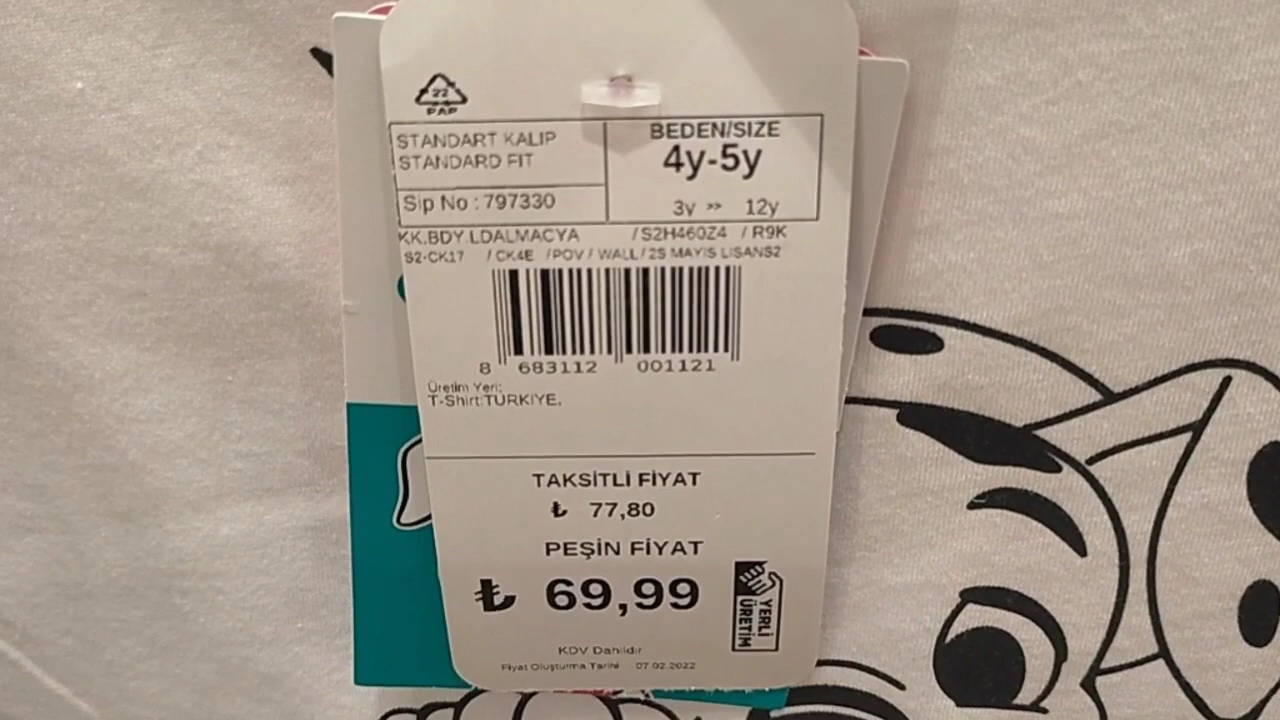 22
PAP
STANDART KALIP
STANDARD FIT
BEDEN/SIZE
4y-5y
Sip No : 797330
3y >> 12y
KK.BDY.LDALMACYA /S2H460Z4 / R9K
S2-CK17 / CK4E /POV / WALL / 2S MAYIS LISANS2
8 683112 001121
Üretim Yeri:
T-Shirt:TÜRKİYE.
TAKSİTLİ FİYAT
₺ 77,80
PEŞİN FİYAT
₺ 69,99
YERLİ
ÜRETİM
KDV Dahildir
Fiyat Oluşturma Tarihi 07.02.2022